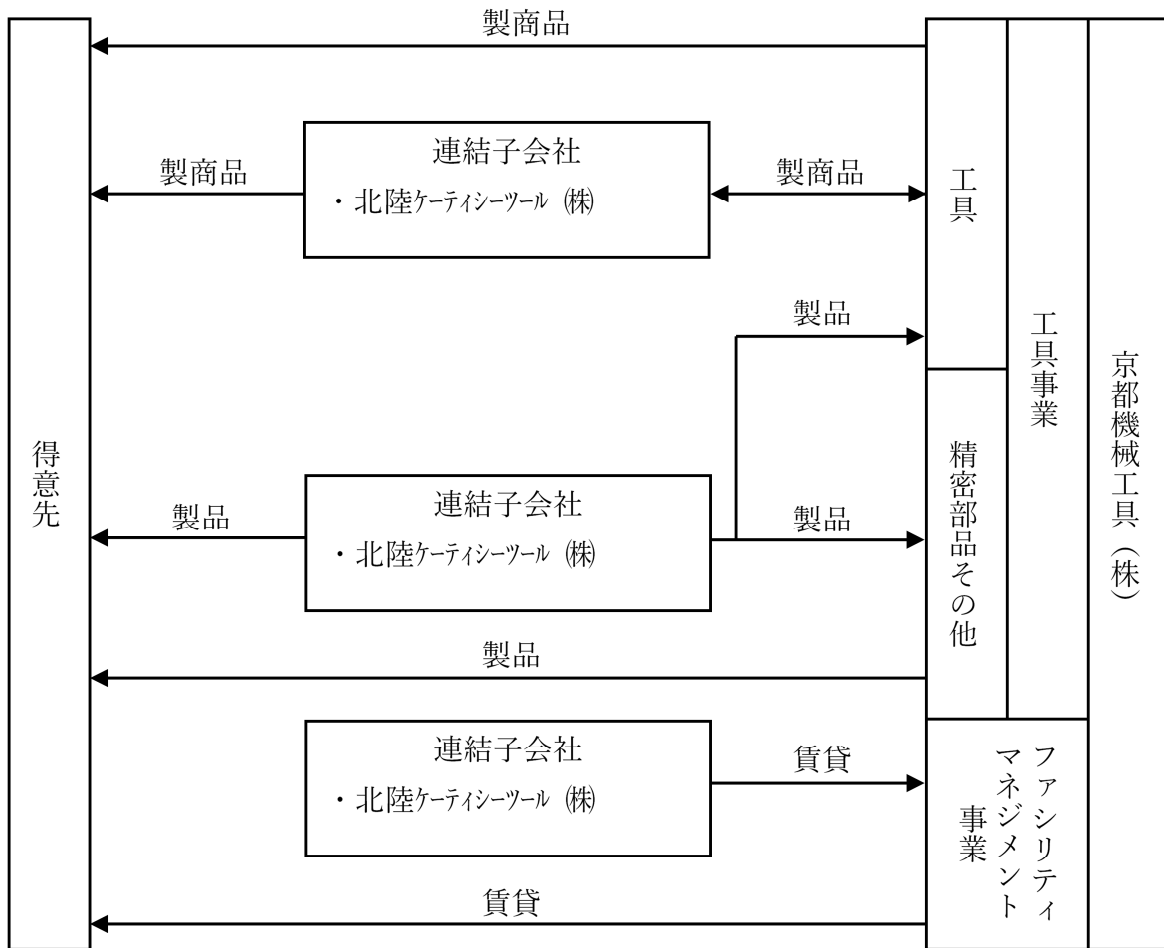 製商品
連結子会社
・北陸ケーティシーツール ㈱
製商品
製商品
工具
製品
工具事業
京都機械工具（株）
得意先
連結子会社
・北陸ケーティシーツール ㈱
製品
製品
精密部品その他
製品
連結子会社
・北陸ケーティシーツール ㈱
賃貸
ファシリティ
マネジメント
事業
賃貸